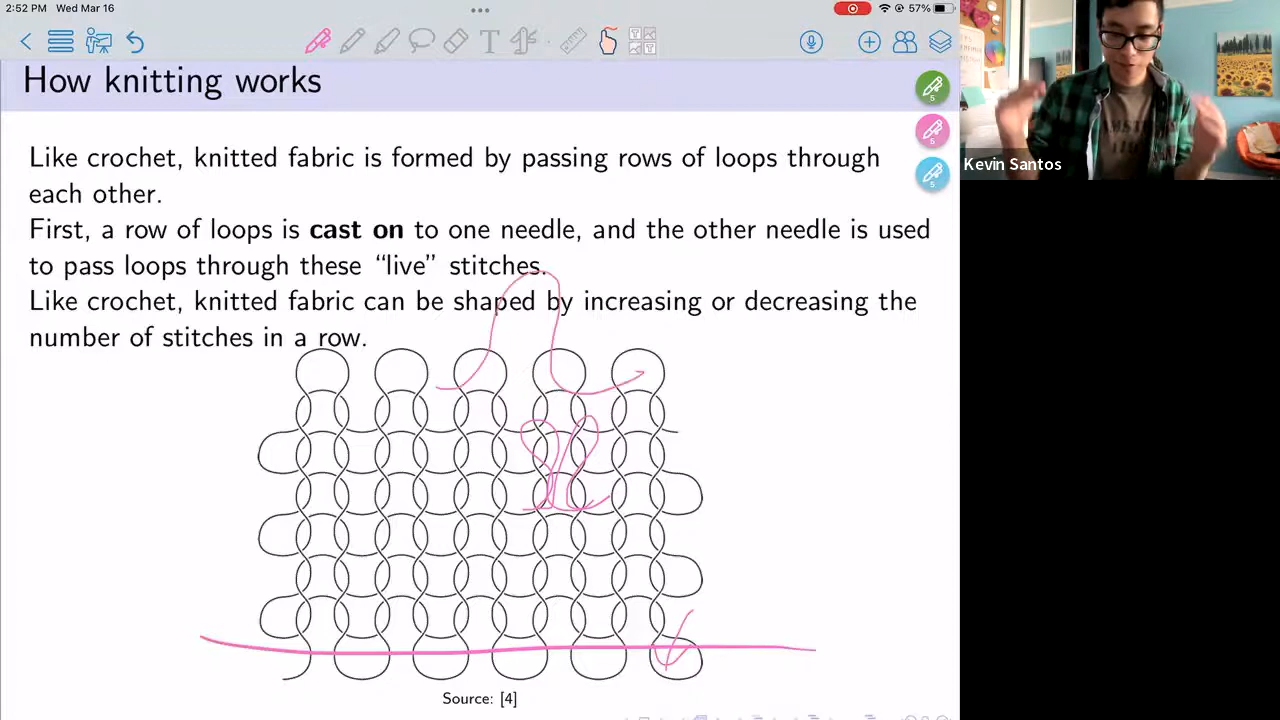 2:52 PM Wed Mar 16
57%
How knitting works
5
5
5
Like crochet, knitted fabric is formed by passing rows of loops through
each other.
First, a row of loops is cast on to one needle, and the other needle is used
to pass loops through these “live” stitches.
Like crochet, knitted fabric can be shaped by increasing or decreasing the
number of stitches in a row.
Source: [4]
Kevin Santos